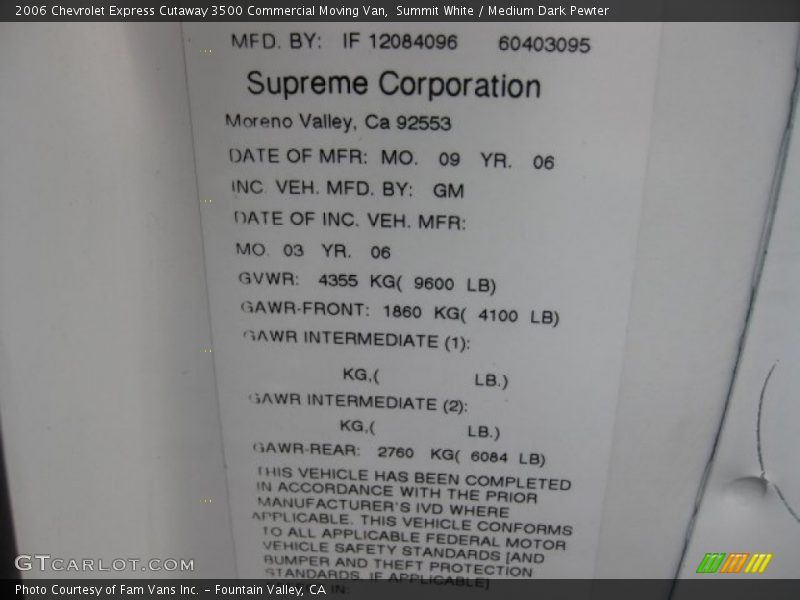 2006 Chevrolet Express Cutaway 3500 Commercial Moving Van, Summit White / Medium Dark Pewter
MFD. BY: IF 12084096 60403095
Supreme Corporation
Moreno Valley, Ca 92553
DATE OF MFR: MO. 09 YR. 06
INC. VEH. MFD. BY: GM
DATE OF INC. VEH. MFR:
MO. 03 YR. 06
GVWR: 4355 KG( 9600 LB)
GAWR-FRONT: 1860 KG( 4100 LB)
GAWR INTERMEDIATE (1):
KG,( LB.)
GAWR INTERMEDIATE (2):
KG,( LB.)
GAWR-REAR: 2760 KG( 6084 LB)
THIS VEHICLE HAS BEEN COMPLETED
IN ACCORDANCE WITH THE PRIOR
MANUFACTURER'S IVD WHERE
APPLICABLE. THIS VEHICLE CONFORMS
TO ALL APPLICABLE FEDERAL MOTOR
VEHICLE SAFETY STANDARDS [AND
BUMPER AND THEFT PROTECTION
STANDARDS, IF APPLICABLE]
IN:
GTCARLOT.COM
Photo Courtesy of Fam Vans Inc. - Fountain Valley, CA